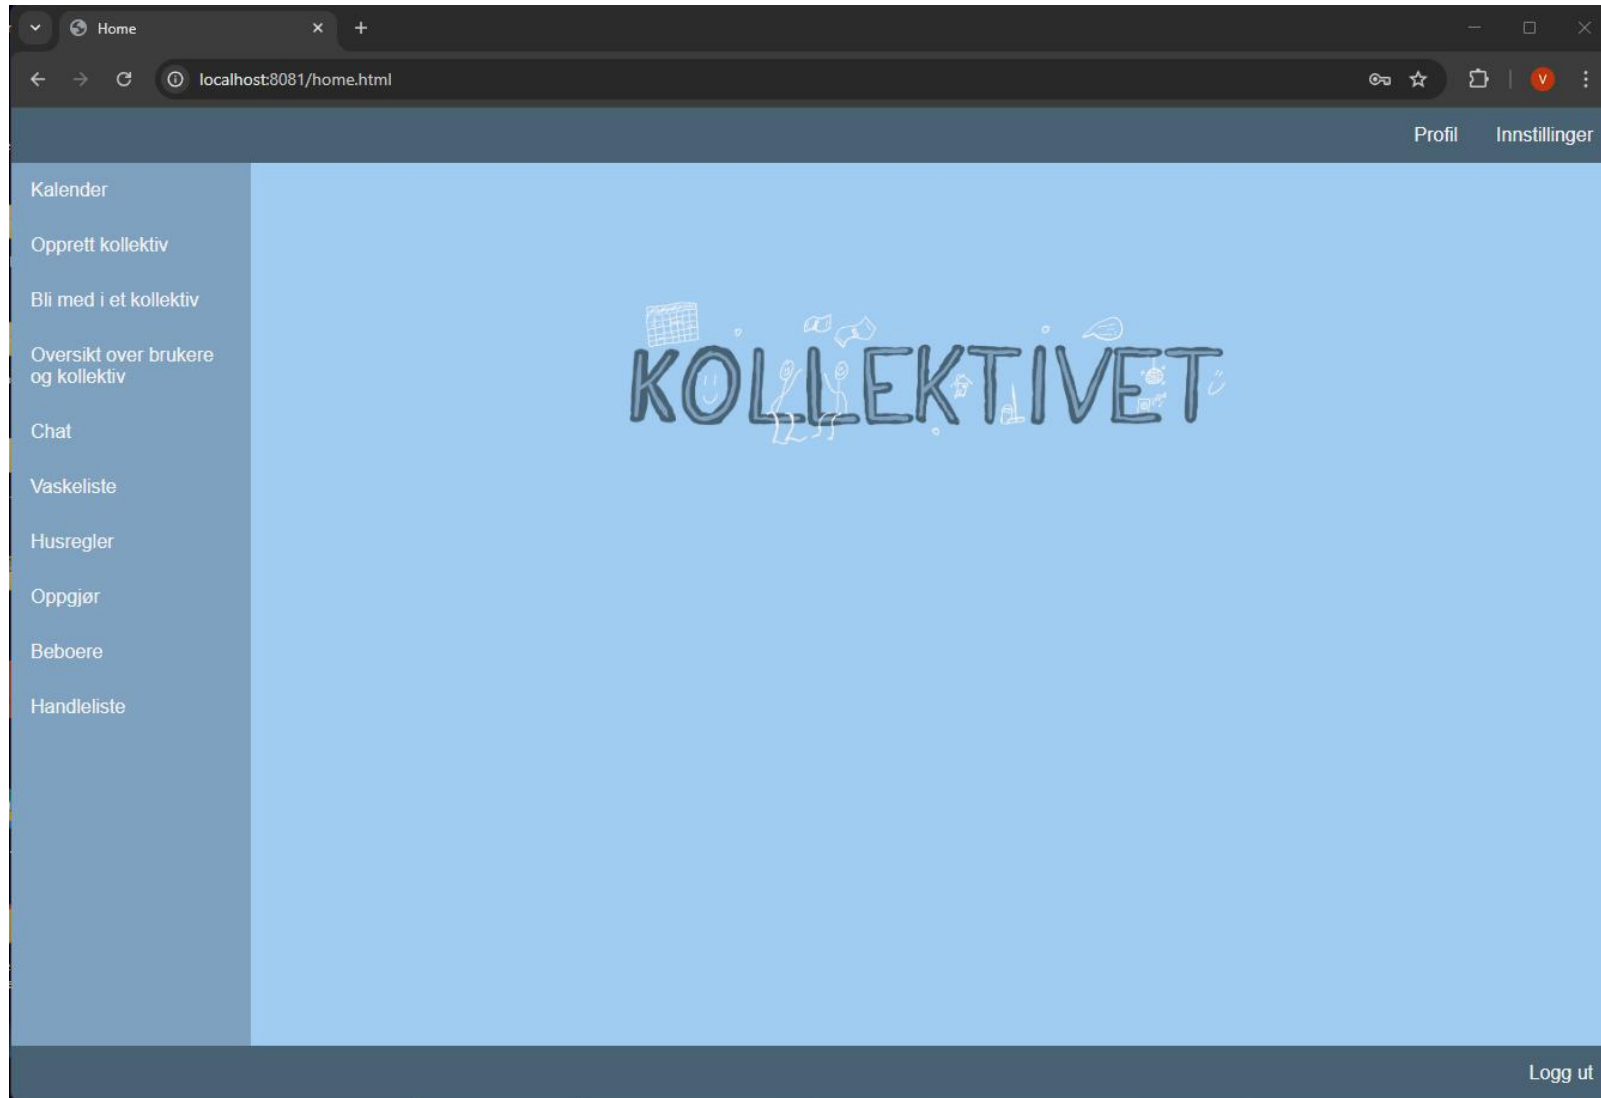 Home
localhost:8081/home.html
V
Profil Innstillinger
Kalender
Opprett kollektiv
Bli med i et kollektiv
Oversikt over brukere
og kollektiv
Chat
Vaskeliste
Husregler
Oppgjør
Beboere
Handleliste
KOLLEKTIVET
Logg ut